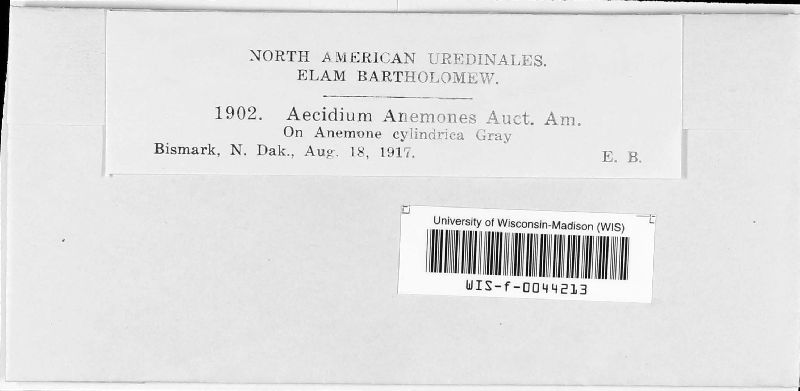 NORTH AMERICAN UREDINALES.
ELAM BARTHOLOMEW.
1902. Aecidium Anemones Auct. Am.
On Anemone cylindrica Gray
Bismark, N. Dak., Aug. 18, 1917. E. B.
University of Wisconsin-Madison (WIS)
WIS-f-0044213